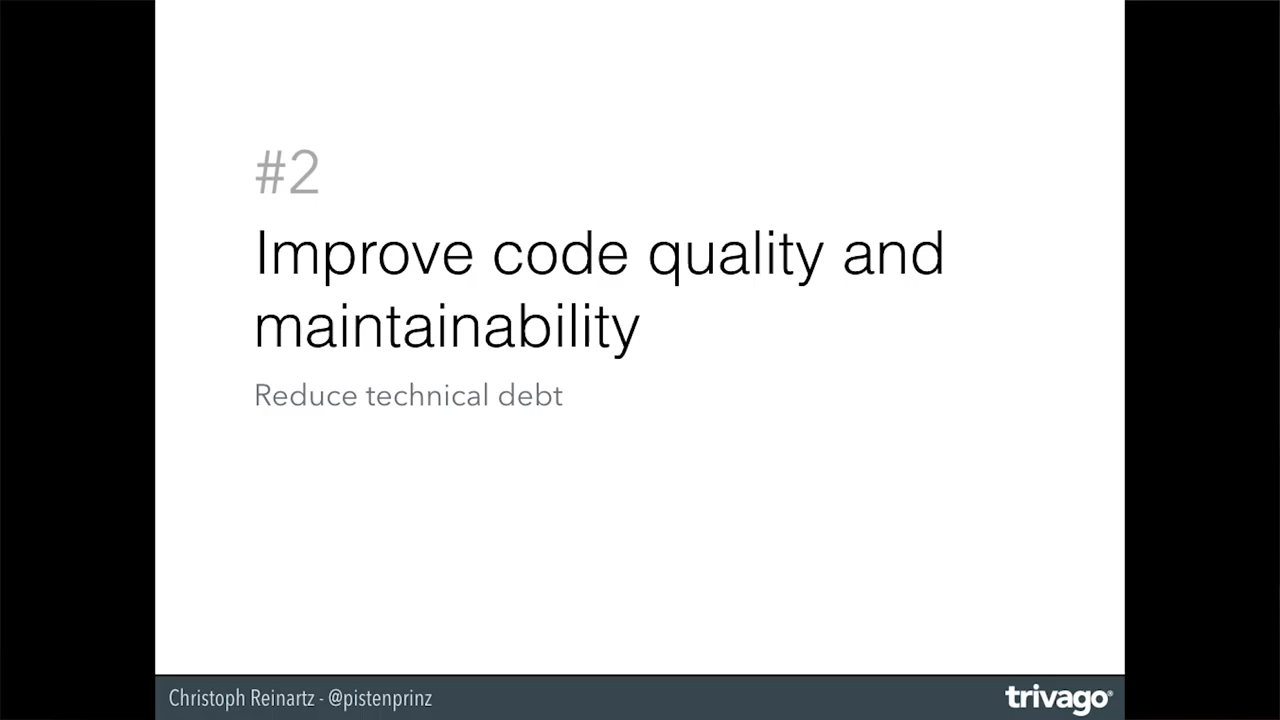 #2
Improve code quality and
maintainability
Reduce technical debt
Christoph Reinartz - @pistenprinz
trivago®